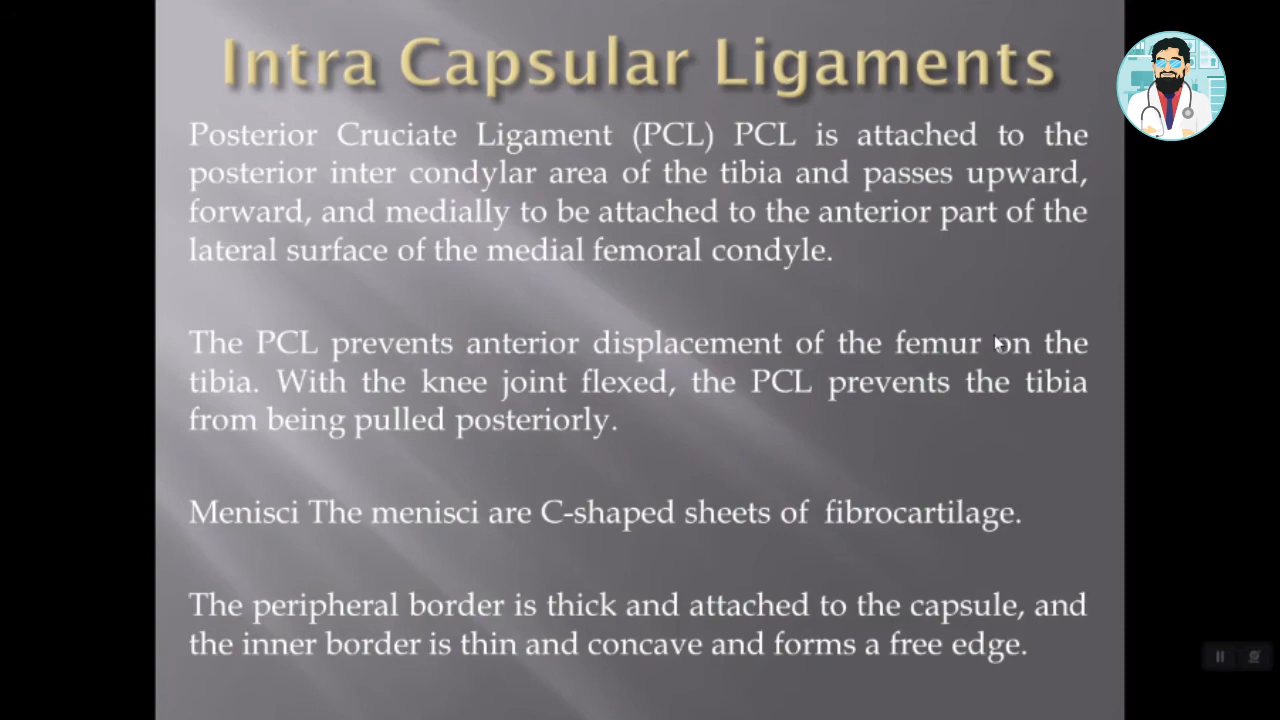 Intra Capsular Ligaments
Posterior Cruciate Ligament (PCL) PCL is attached to the
posterior inter condylar area of the tibia and passes upward,
forward, and medially to be attached to the anterior part of the
lateral surface of the medial femoral condyle.
The PCL prevents anterior displacement of the femur on the
tibia. With the knee joint flexed, the PCL prevents the tibia
from being pulled posteriorly.
Menisci The menisci are C-shaped sheets of fibrocartilage.
The peripheral border is thick and attached to the capsule, and
the inner border is thin and concave and forms a free edge.